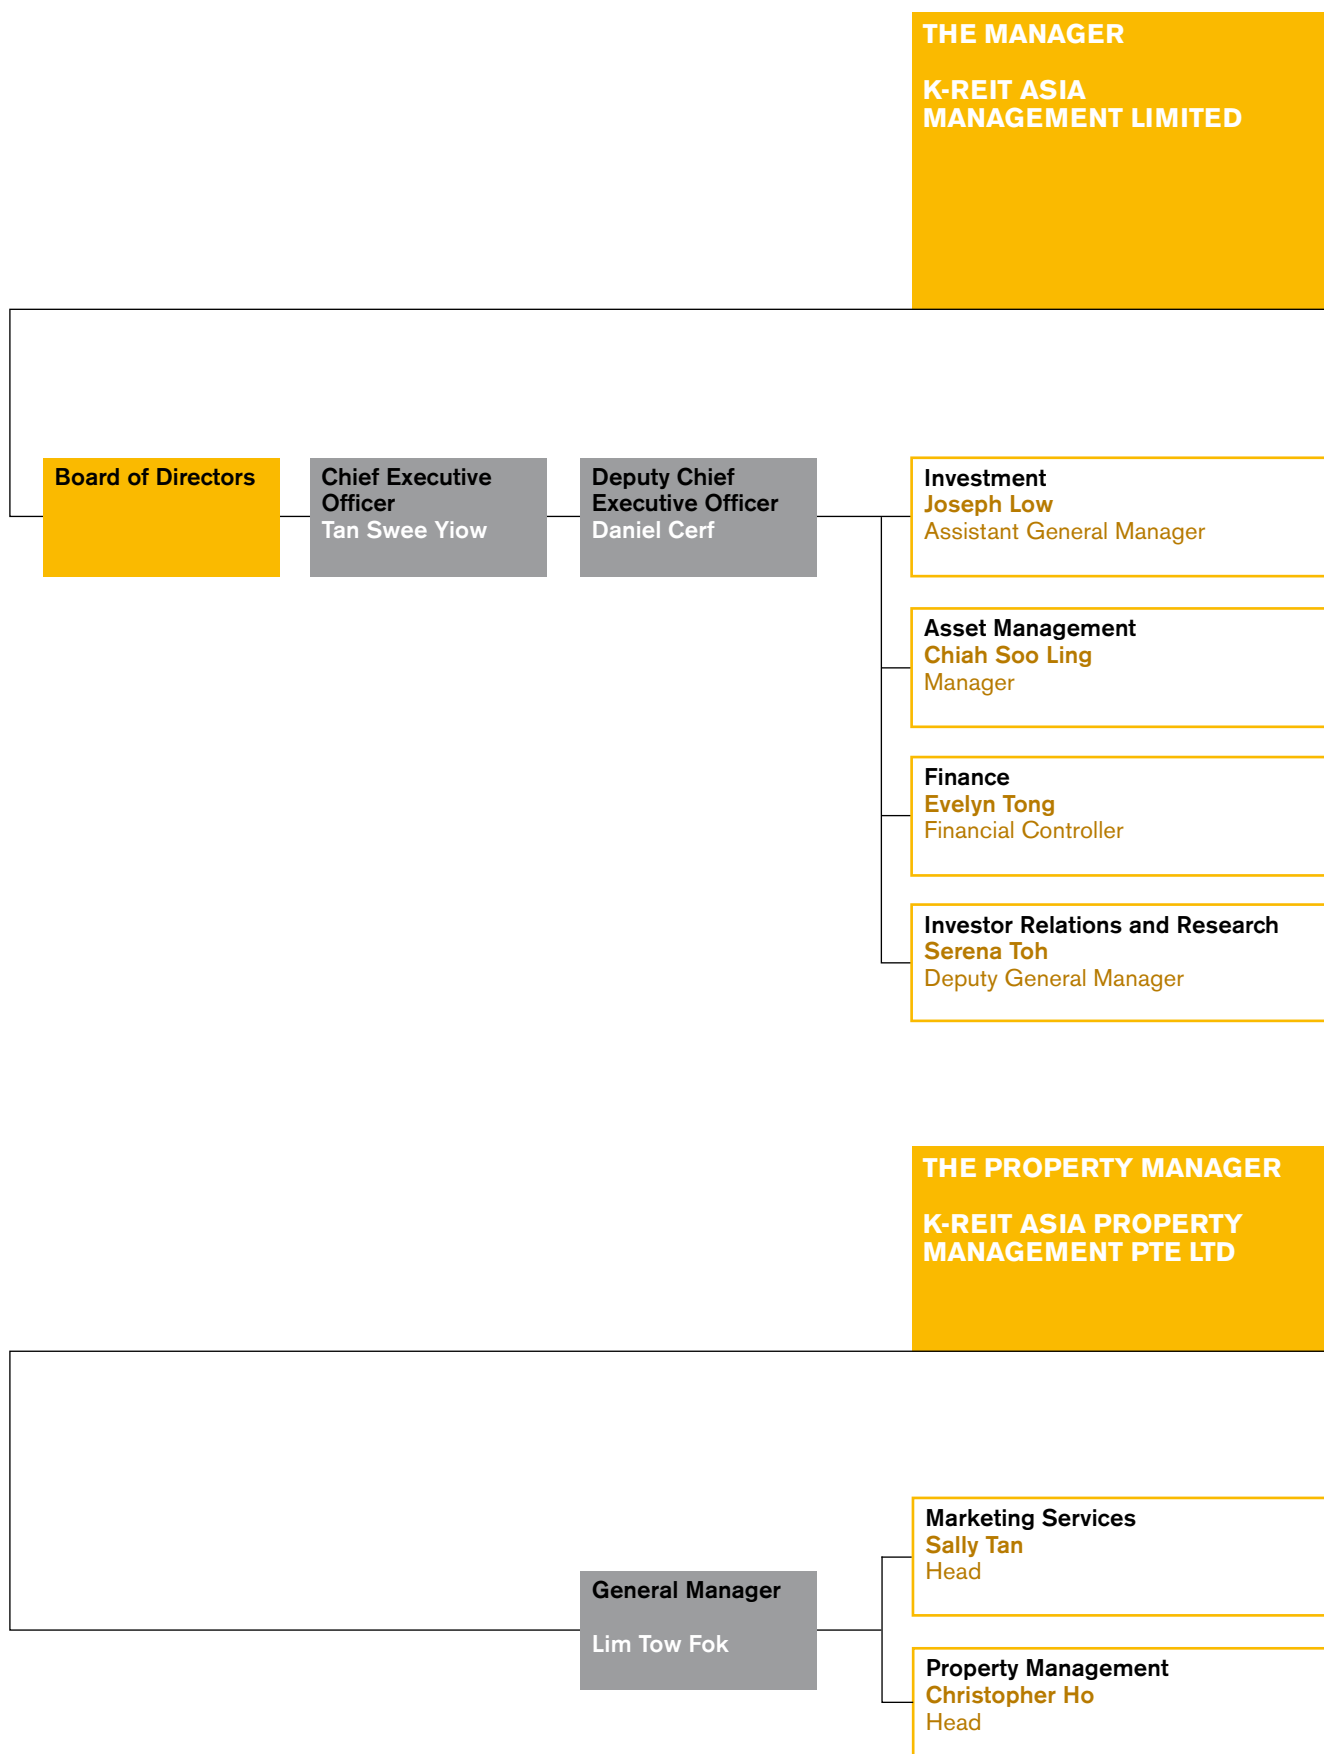 THE MANAGER
K-REIT ASIA
MANAGEMENT LIMITED
Board of Directors
Chief Executive
Officer
Tan Swee Yiow
Deputy Chief
Executive Officer
Daniel Cerf
Investment
Joseph Low
Assistant General Manager
Asset Management
Chiah Soo Ling
Manager
Finance
Evelyn Tong
Financial Controller
Investor Relations and Research
Serena Toh
Deputy General Manager
THE PROPERTY MANAGER
K-REIT ASIA PROPERTY
MANAGEMENT PTE LTD
General Manager
Lim Tow Fok
Marketing Services
Sally Tan
Head
Property Management
Christopher Ho
Head